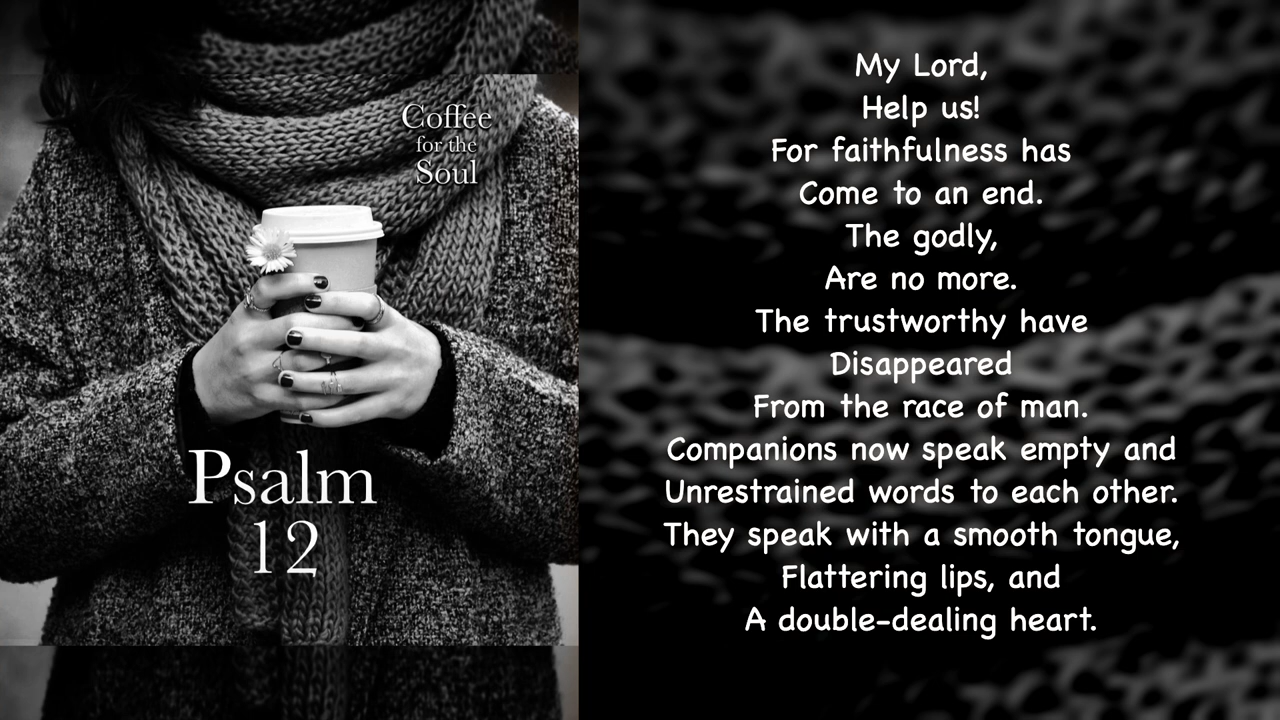 Coffee
for the
Soul
Psalm
12
My Lord,
Help us!
For faithfulness has
Come to an end.
The godly,
Are no more.
The trustworthy have
Disappeared
From the race of man.
Companions now speak empty and
Unrestrained words to each other.
They speak with a smooth tongue,
Flattering lips, and
A double-dealing heart.